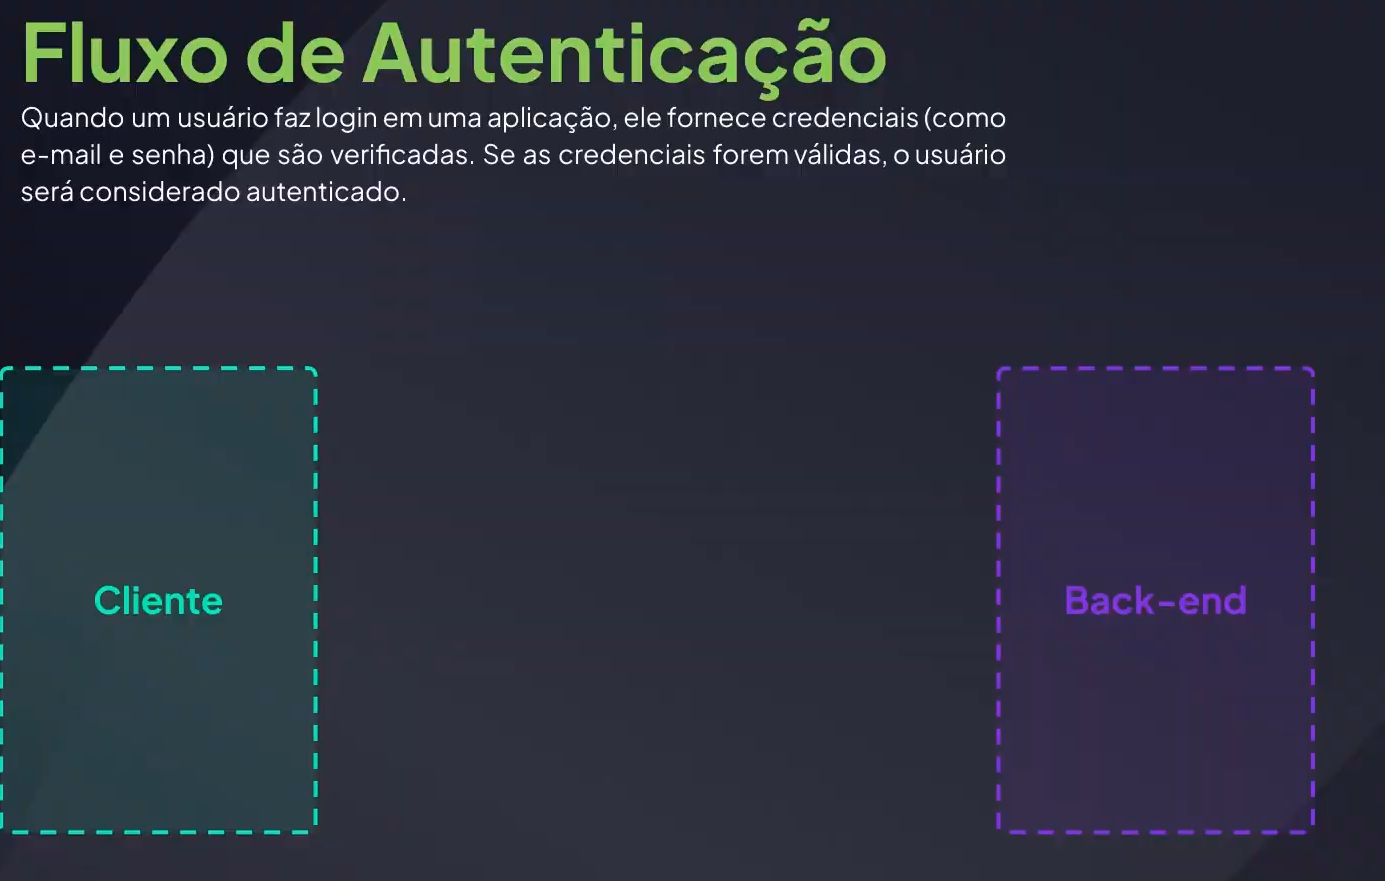 Fluxo de Autenticação
Quando um usuário faz login em uma aplicação, ele fornece credenciais (como
e-mail e senha) que são verificadas. Se as credenciais forem válidas, o usuário
será considerado autenticado.
Cliente
Back-end